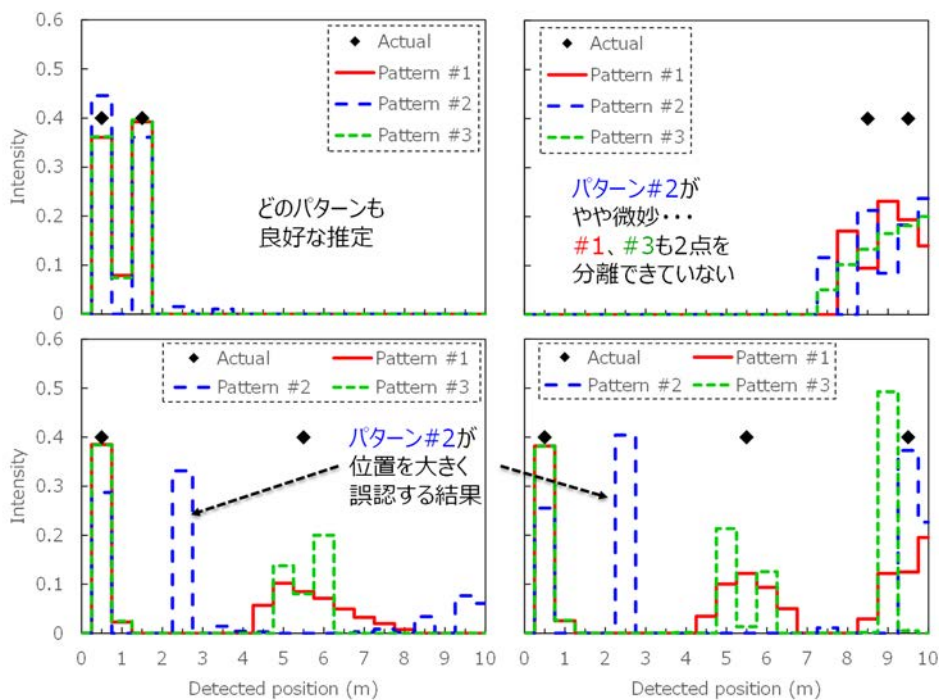 0.6
0.5
0.4
0.3
0.2
0.1
0
Intensity
Actual
Pattern #1
Pattern #2
Pattern #3
どのパターンも
良好な推定
Actual
Pattern #1
Pattern #2
Pattern #3
パターン#2が
やや微妙・・・
#1、#3も2点を
分離できていない
0.6
0.5
0.4
0.3
0.2
0.1
0
Intensity
Actual
Pattern #1
Pattern #2
Pattern #3
パターン#2が
位置を大きく
誤認する結果
0 1 2 3 4 5 6 7 8 9 10
Detected position (m)
Actual
Pattern #1
Pattern #2
Pattern #3
0 1 2 3 4 5 6 7 8 9 10
Detected position (m)